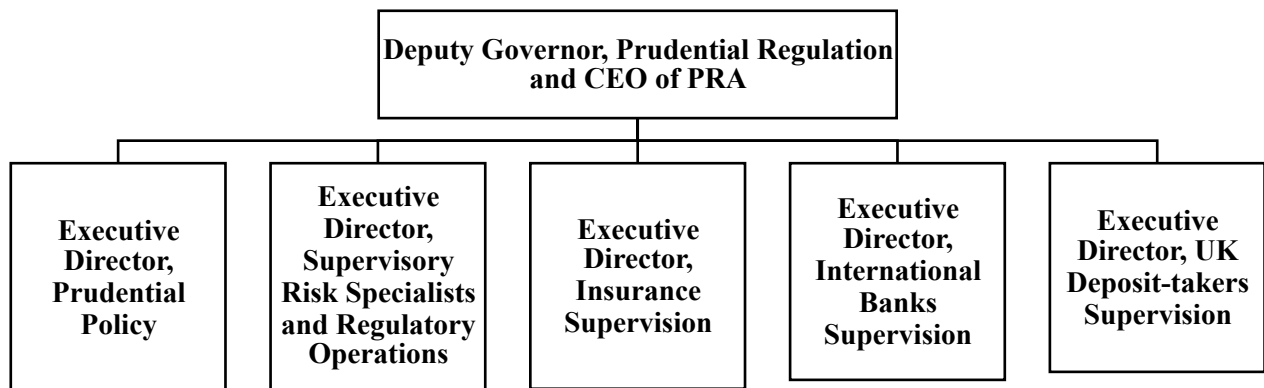 Deputy Governor, Prudential Regulation
and CEO of PRA
Executive
Director,
Prudential
Policy
Executive
Director,
Supervisory
Risk Specialists
and Regulatory
Operations
Executive
Director,
Insurance
Supervision
Executive
Director,
International
Banks
Supervision
Executive
Director, UK
Deposit-takers
Supervision